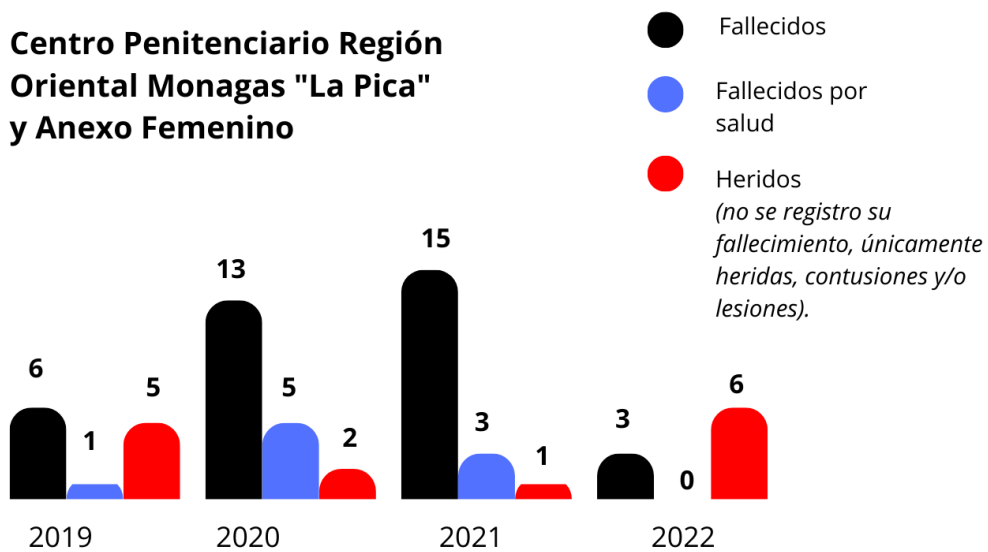 Centro Penitenciario Región
Oriental Monagas "La Pica"
y Anexo Femenino
Fallecidos
Fallecidos por
salud
Heridos
(no se registro su
fallecimiento, únicamente
heridas, contusiones y/o
lesiones).
6
1
5
13
5
2
15
3
1
3
0
6
2019
2020
2021
2022